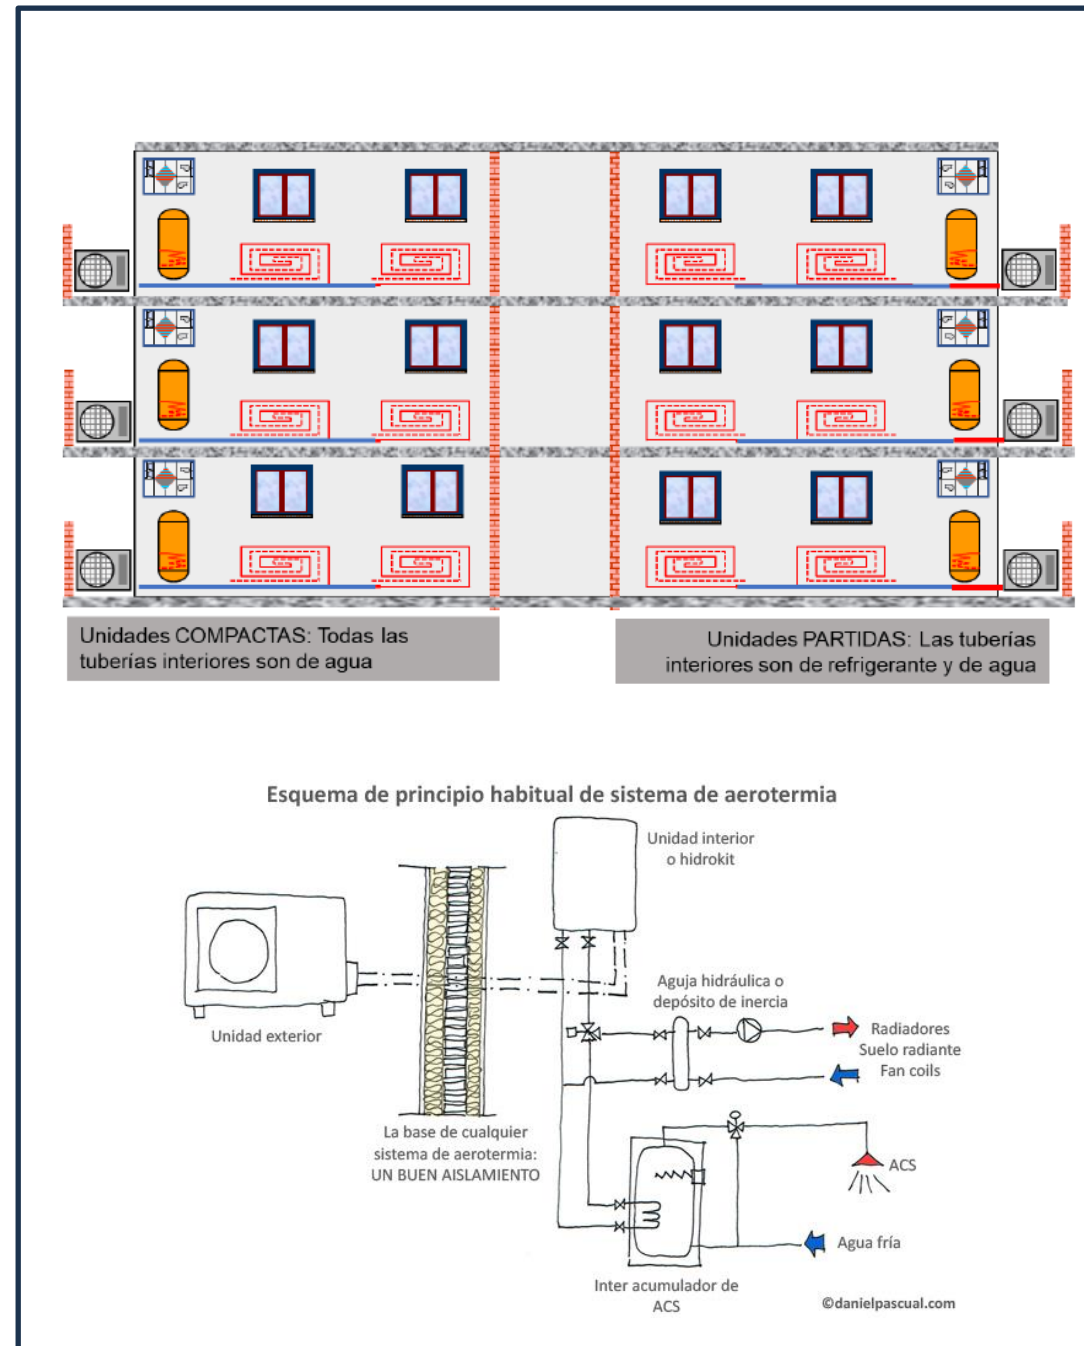 Unidades COMPACTAS: Todas las
tuberías interiores son de agua
Unidades PARTIDAS: Las tuberías
interiores son de refrigerante y de agua
Esquema de principio habitual de sistema de aerotermia
Unidad interior
o hidrokit
Unidad exterior
Aguja hidráulica o
depósito de inercia
Radiadores
Suelo radiante
Fan coils
La base de cualquier
sistema de aerotermia:
UN BUEN AISLAMIENTO
ACS
Agua fría
Inter acumulador de
ACS
©danielpascual.com